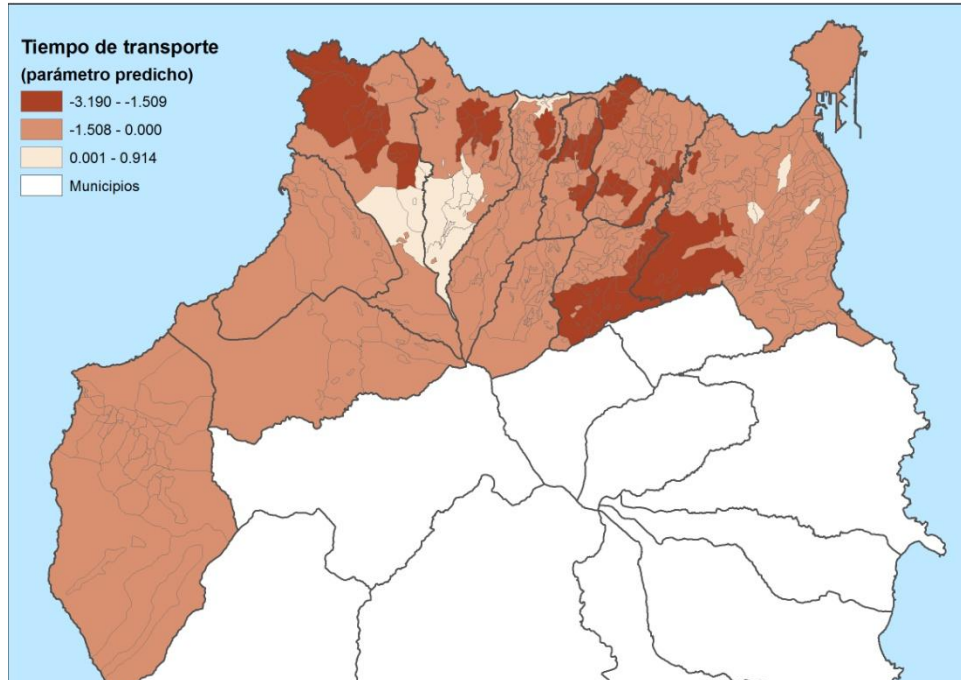 Tiempo de transporte
(parámetro predicho)
-3.190 - -1.509
-1.508 - 0.000
0.001 - 0.914
Municipios